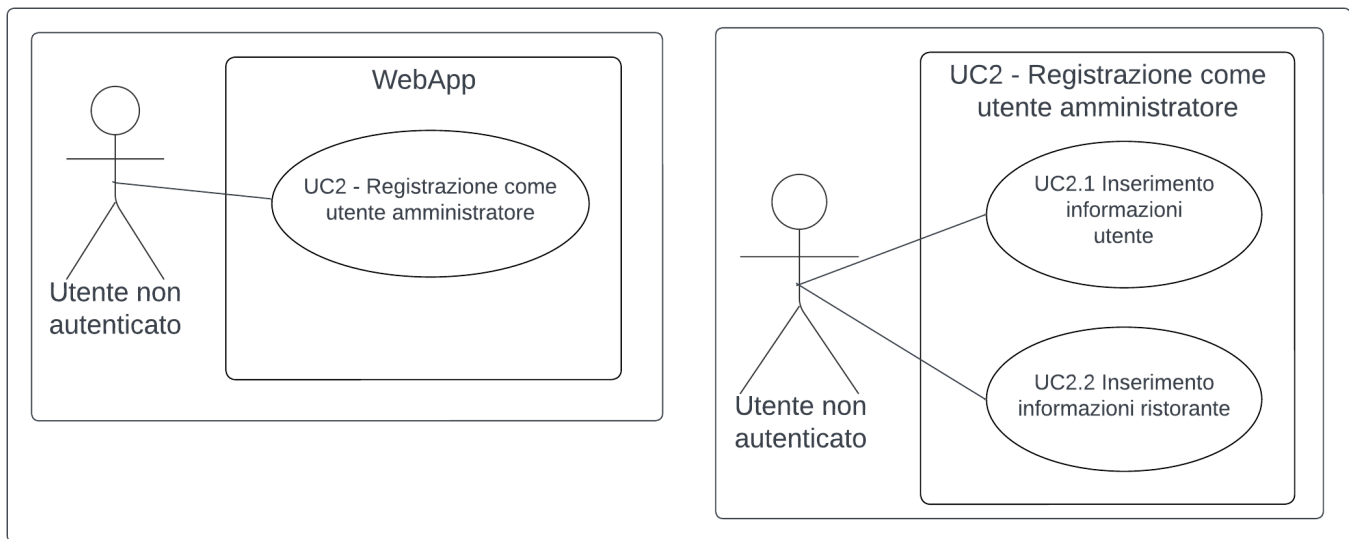 WebApp
UC2 - Registrazione come
utente amministratore
Utente non
autenticato
UC2 - Registrazione come
utente amministratore
UC2.1 Inserimento
informazioni
utente
UC2.2 Inserimento
informazioni ristorante
Utente non
autenticato